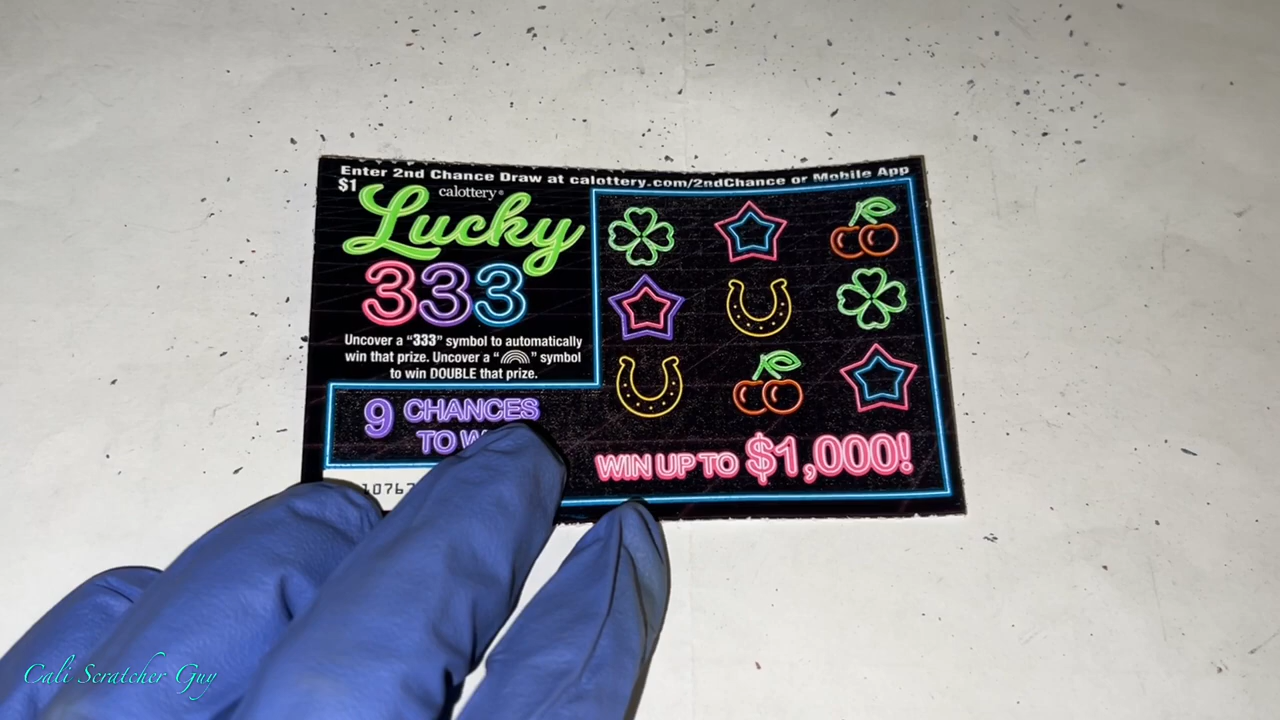 Enter 2nd Chance Draw at calottery.com/2ndChance or Mobile App
$1
calottery®
Lucky
333
Uncover a "333" symbol to automatically
win that prize. Uncover a " " symbol
to win DOUBLE that prize.
9 CHANCES
TO
WIN UP TO $1,000!
Cali Scratcher Guy